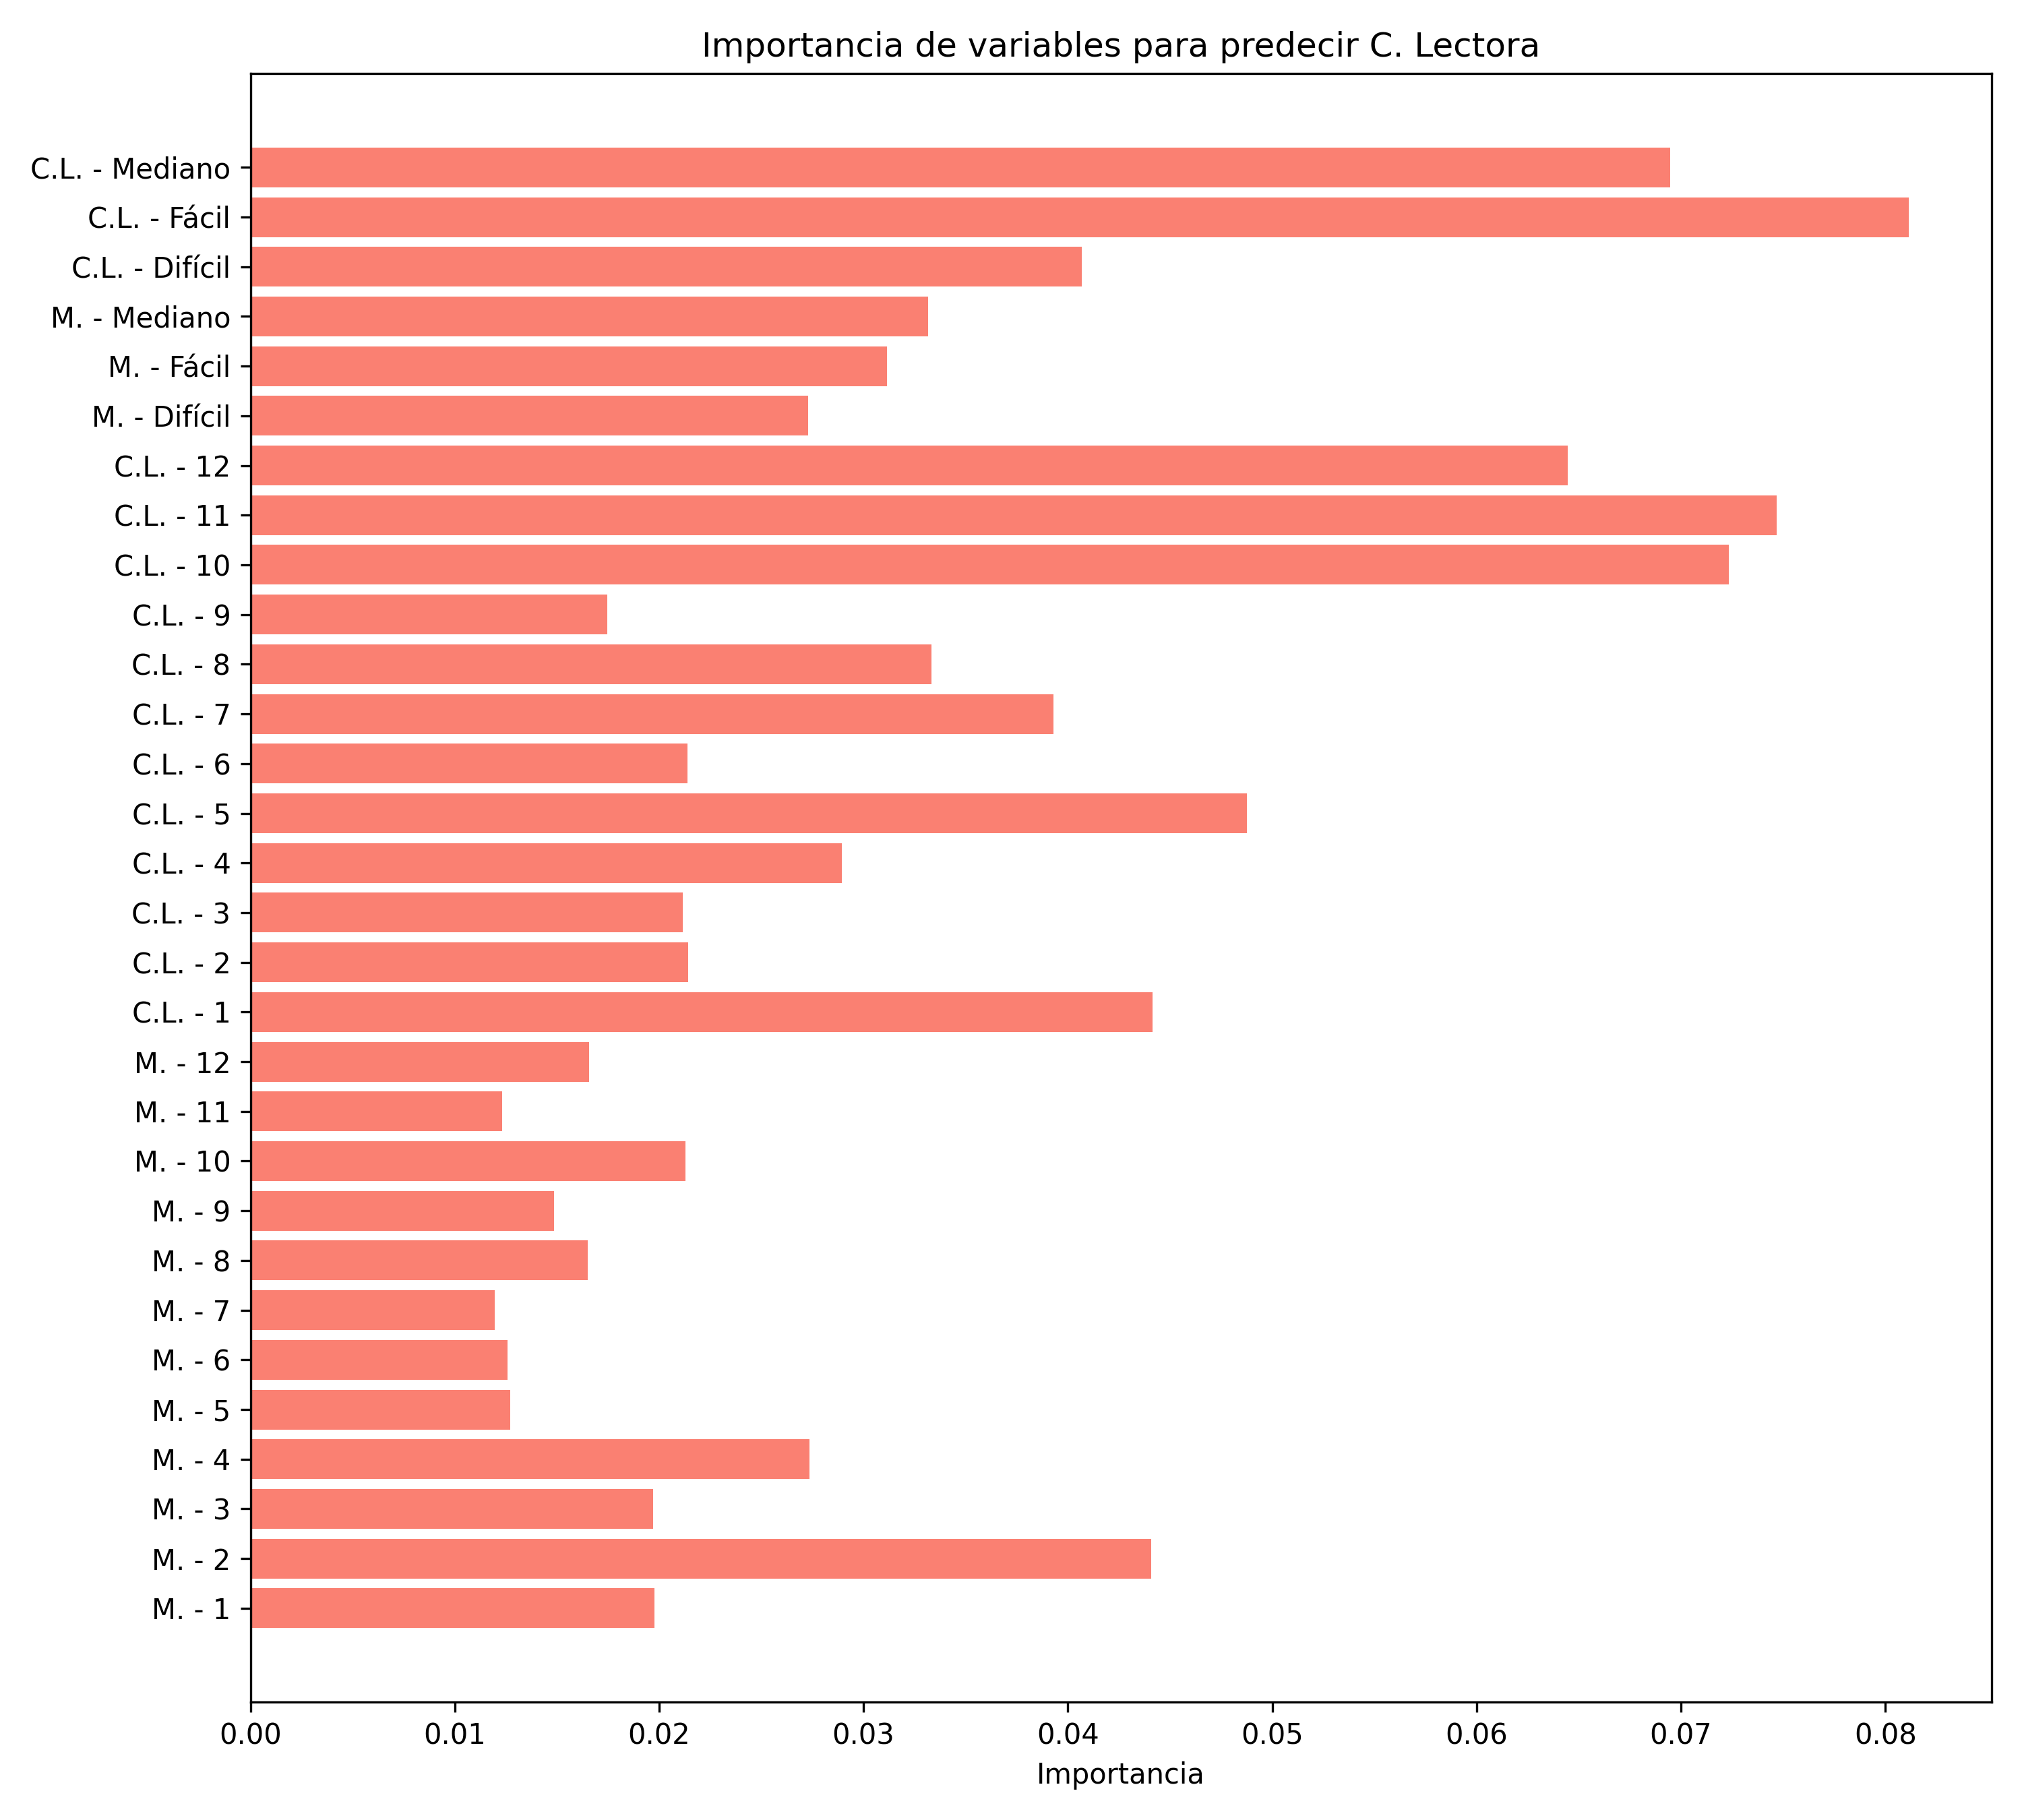 Importancia de variables para predecir C. Lectora
C.L. - Mediano
C.L. - Fácil
C.L. - Difícil
M. - Mediano
M. - Fácil
M. - Difícil
C.L. - 12
C.L. - 11
C.L. - 10
C.L. - 9
C.L. - 8
C.L. - 7
C.L. - 6
C.L. - 5
C.L. - 4
C.L. - 3
C.L. - 2
C.L. - 1
M. - 12
M. - 11
M. - 10
M. - 9
M. - 8
M. - 7
M. - 6
M. - 5
M. - 4
M. - 3
M. - 2
M. - 1
0.00 0.01 0.02 0.03 0.04 0.05 0.06 0.07 0.08
Importancia